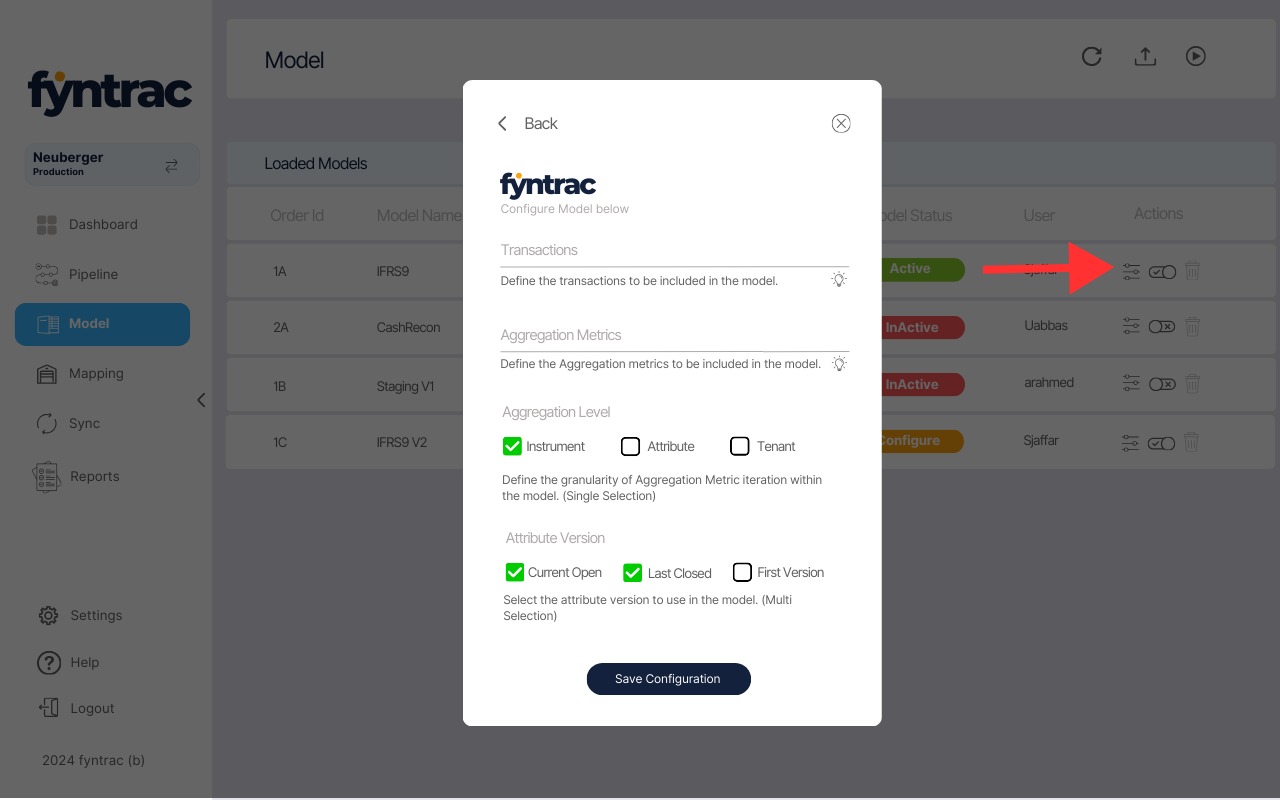 fyntrac
Neuberger
Production
Dashboard
Pipeline
Model
Mapping
Sync
Reports
Settings
Help
Logout
2024 fyntrac (b)
Model
Loaded Models
Order Id Model Name Status User Actions
1A IFRS9 Active
2A CashRecon InActive Uabbas
1B Staging V1 InActive arahmed
1C IFRS9 V2 Configure Sjaffar
Back
fyntrac
Configure Model below
Transactions
Define the transactions to be included in the model.
Aggregation Metrics
Define the Aggregation metrics to be included in the model.
Aggregation Level
Instrument Attribute Tenant
Define the granularity of Aggregation Metric iteration within
the model. (Single Selection)
Attribute Version
Current Open Last Closed First Version
Select the attribute version to use in the model. (Multi
Selection)
Save Configuration